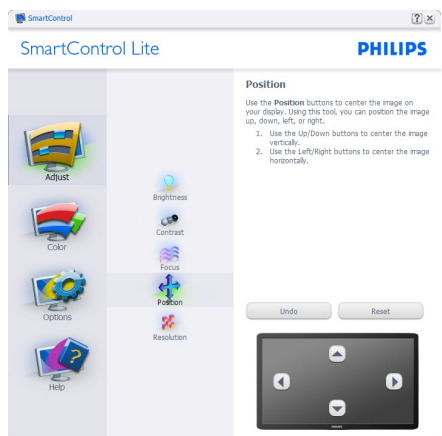 SmartControl
SmartControl Lite
PHILIPS
Adjust
Color
Options
Help
Brightness
Contrast
Focus
Position
Resolution
Position
Use the Position buttons to center the image on
your display. Using this tool, you can position the image
up, down, left, or right.
1. Use the Up/Down buttons to center the image
vertically.
2. Use the Left/Right buttons to center the image
horizontally.
Undo Reset
PHILIPS